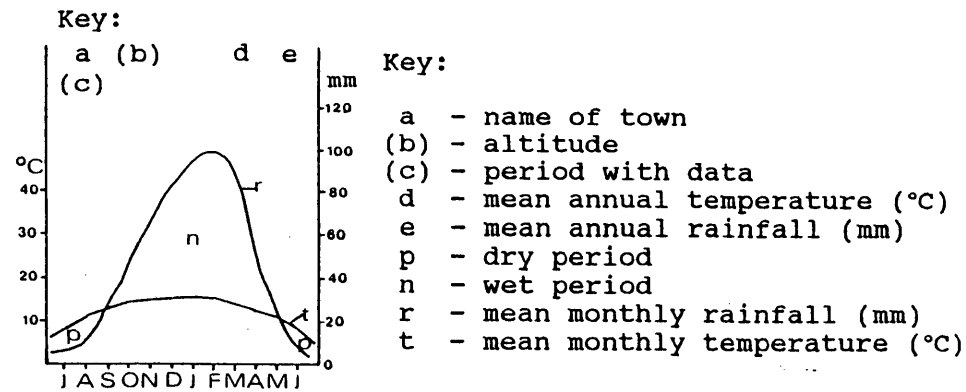 Key:
a (b) d e
(c)
mm
°C
120
100
80
60
40
20
0
40
30
20
10
r
n
t
p
p
J A S O N D J F M A M J
Key:
a - name of town
(b) - altitude
(c) - period with data
d - mean annual temperature (°C)
e - mean annual rainfall (mm)
p - dry period
n - wet period
r - mean monthly rainfall (mm)
t - mean monthly temperature (°C)